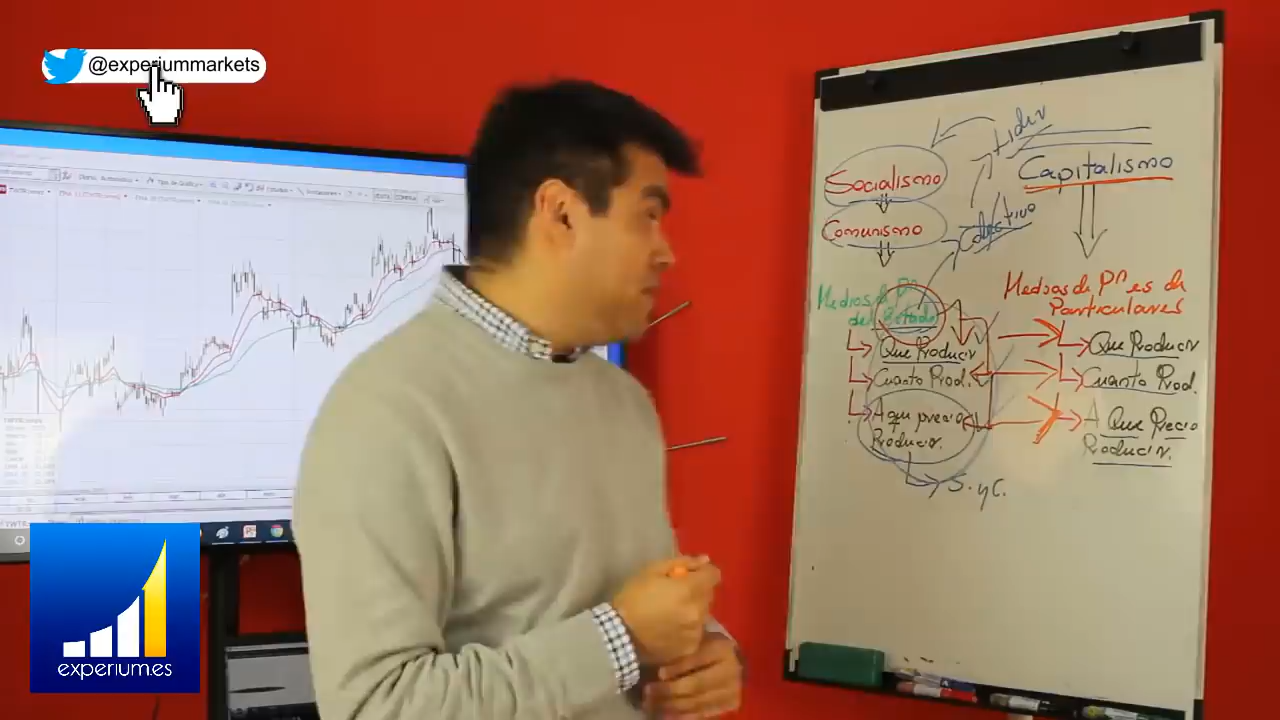 @experiummarkets
Lider
Capitalismo
Socialismo
Comunismo
Colectivo
Medios de Pⁿ
del Estado
Medios de Pⁿ es de
Particulares
Que Producir
Cuanto Prod.
A que precio
Producir.
S. y C.
Que Producir
Cuanto Prod.
A Que Precio
Producir.
experium.es